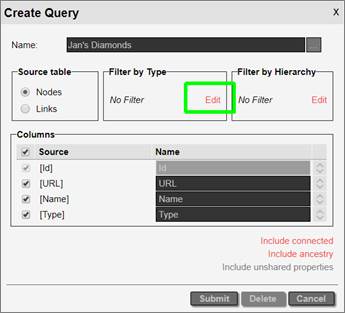 Create Query X
Name: Jan's Diamonds ...
Source table Filter by Type Filter by Hierarchy
Nodes
Links
No Filter Edit No Filter Edit
Columns
Source Name
[Id] Id
[URL] URL
[Name] Name
[Type] Type
Include connected
Include ancestry
Include unshared properties
Submit Delete Cancel